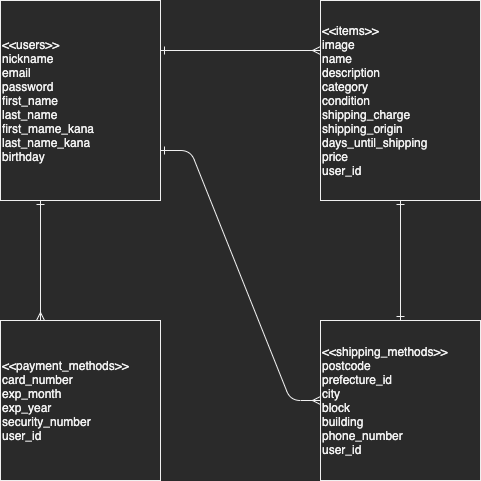 <<users>>
nickname
email
password
first_name
last_name
first_mame_kana
last_name_kana
birthday
<<items>>
image
name
description
category
condition
shipping_charge
shipping_origin
days_until_shipping
price
user_id
<<payment_methods>>
card_number
exp_month
exp_year
security_number
user_id
<<shipping_methods>>
postcode
prefecture_id
city
block
building
phone_number
user_id